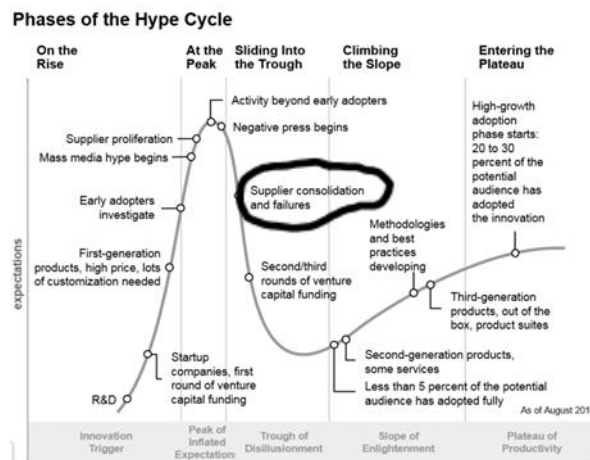 Phases of the Hype Cycle
On the
Rise
At the
Peak
Sliding Into
the Trough
Climbing
the Slope
Entering the
Plateau
Activity beyond early adopters
Negative press begins
Supplier proliferation
Mass media hype begins
Early adopters
investigate
First-generation
products, high price, lots
of customization needed
Startup
companies, first
round of venture
capital funding
R&D
Supplier consolidation
and failures
Second/third
rounds of venture
capital funding
Methodologies and
and best
practices
developing
Third-generation
products, out of the
box, product suites
Second-generation products,
some services
Less than 5 percent of the potential
audience has adopted fully
High-growth
adoption
phase starts:
20 to 30
percent of the
potential
audience has
adopted
the innovation
expectations
As of August 201
Innovation
Trigger
Peak of
Inflated
Expectation
Trough of
Disillusionment
Slope of
Enlightenment
Plateau of
Productivity